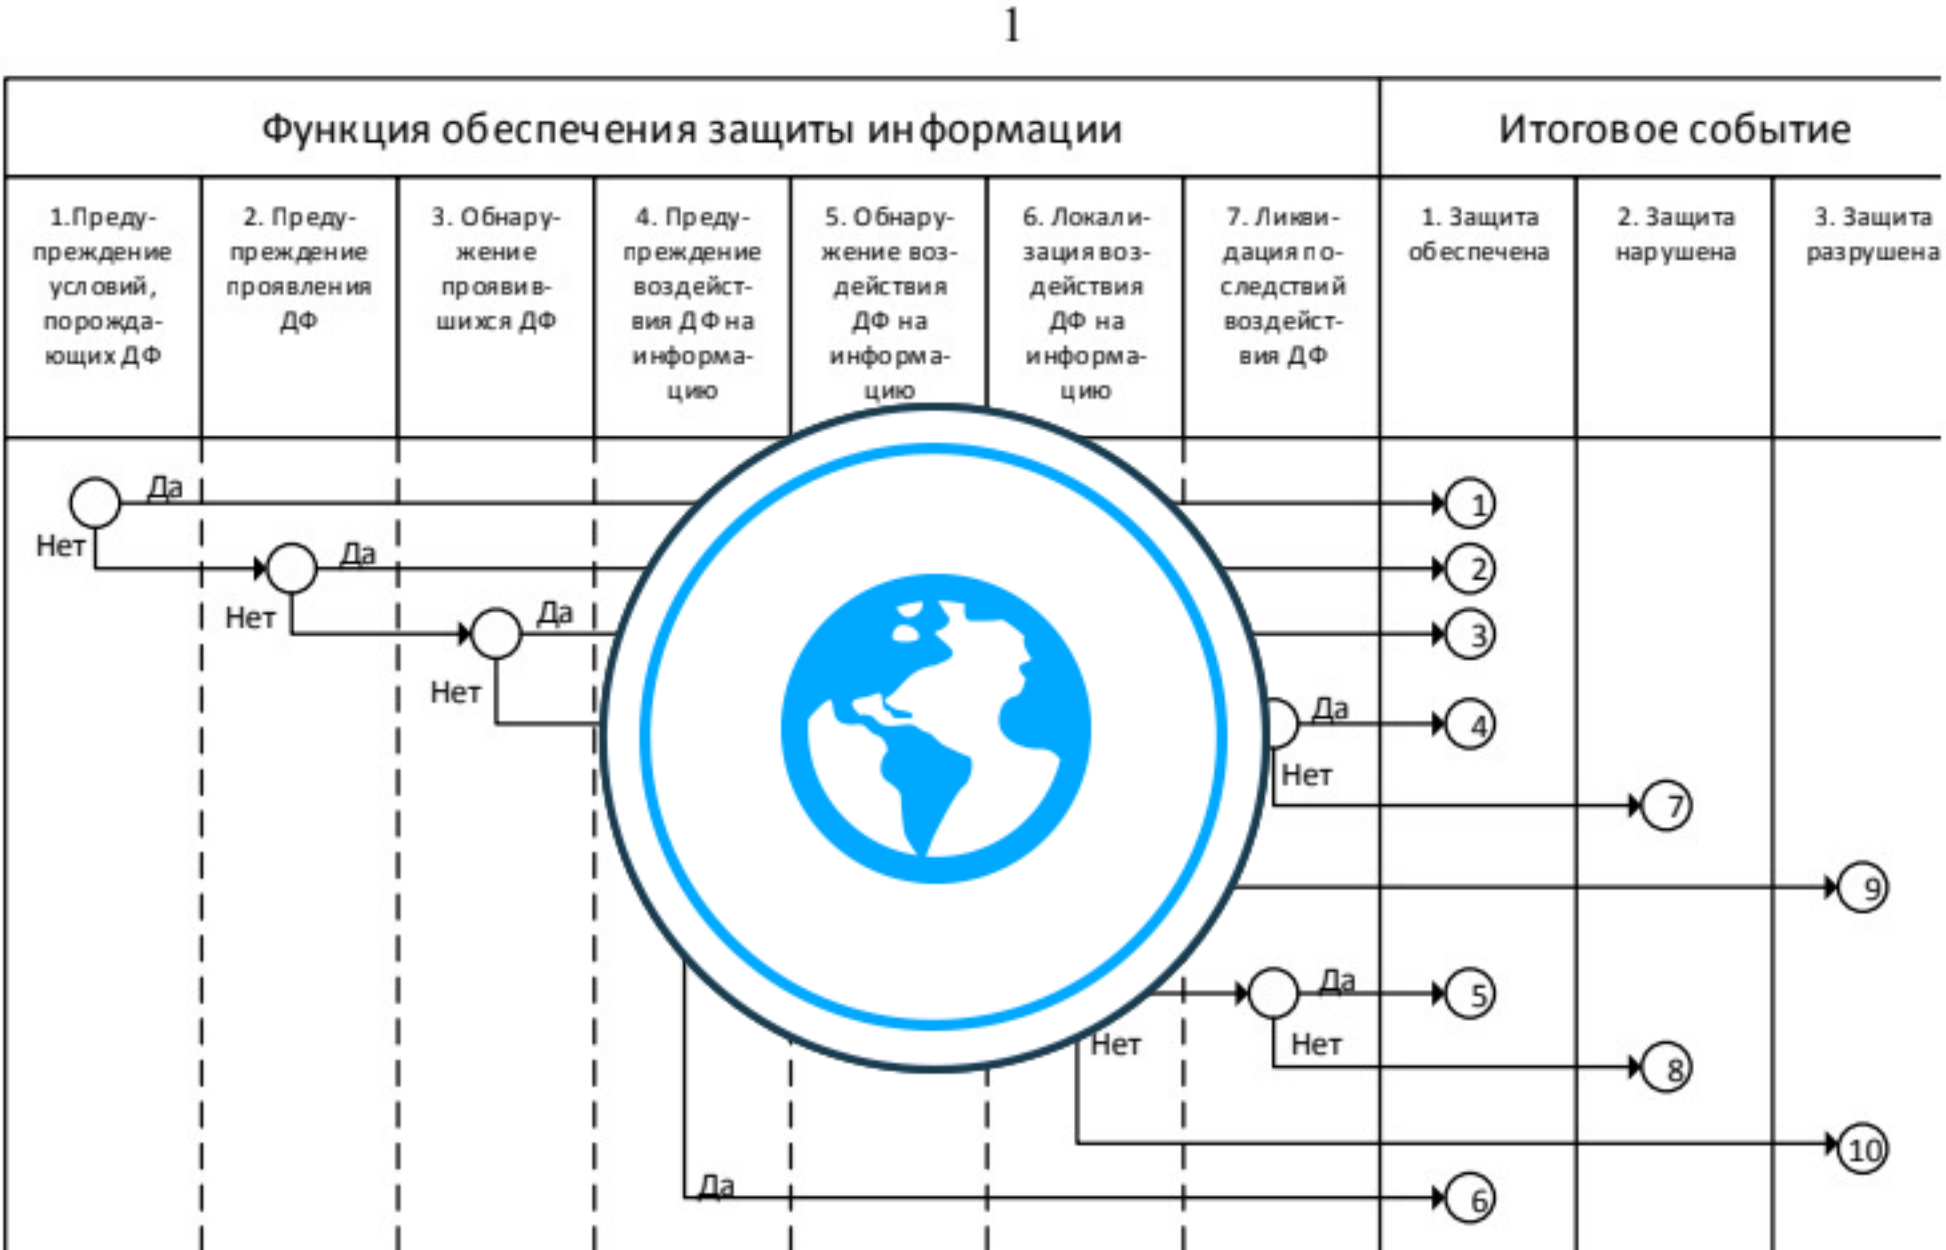 1
Функция обеспечения защиты информации
Итоговое событие
1.Преду-
преждение
условий,
порожда-
ющих ДФ
2. Преду-
преждение
проявления
ДФ
3. Обнару-
жение
проявив-
шихся ДФ
4. Преду-
преждение
воздейст-
вия ДФ на
информа-
цию
5. Обнару-
жение воз-
действия
ДФ на
информа-
цию
6. Локали-
зация воз-
действия
ДФ на
информа-
цию
7. Ликви-
дация по-
следствий
воздейст-
вия ДФ
1. Защита
обеспечена
2. Защита
нарушена
3. Защита
разрушена
Да
1
Нет
Да
2
Нет
Да
3
Нет
Да
4
Нет
7
9
Да
5
Нет
Нет
8
10
Да
6